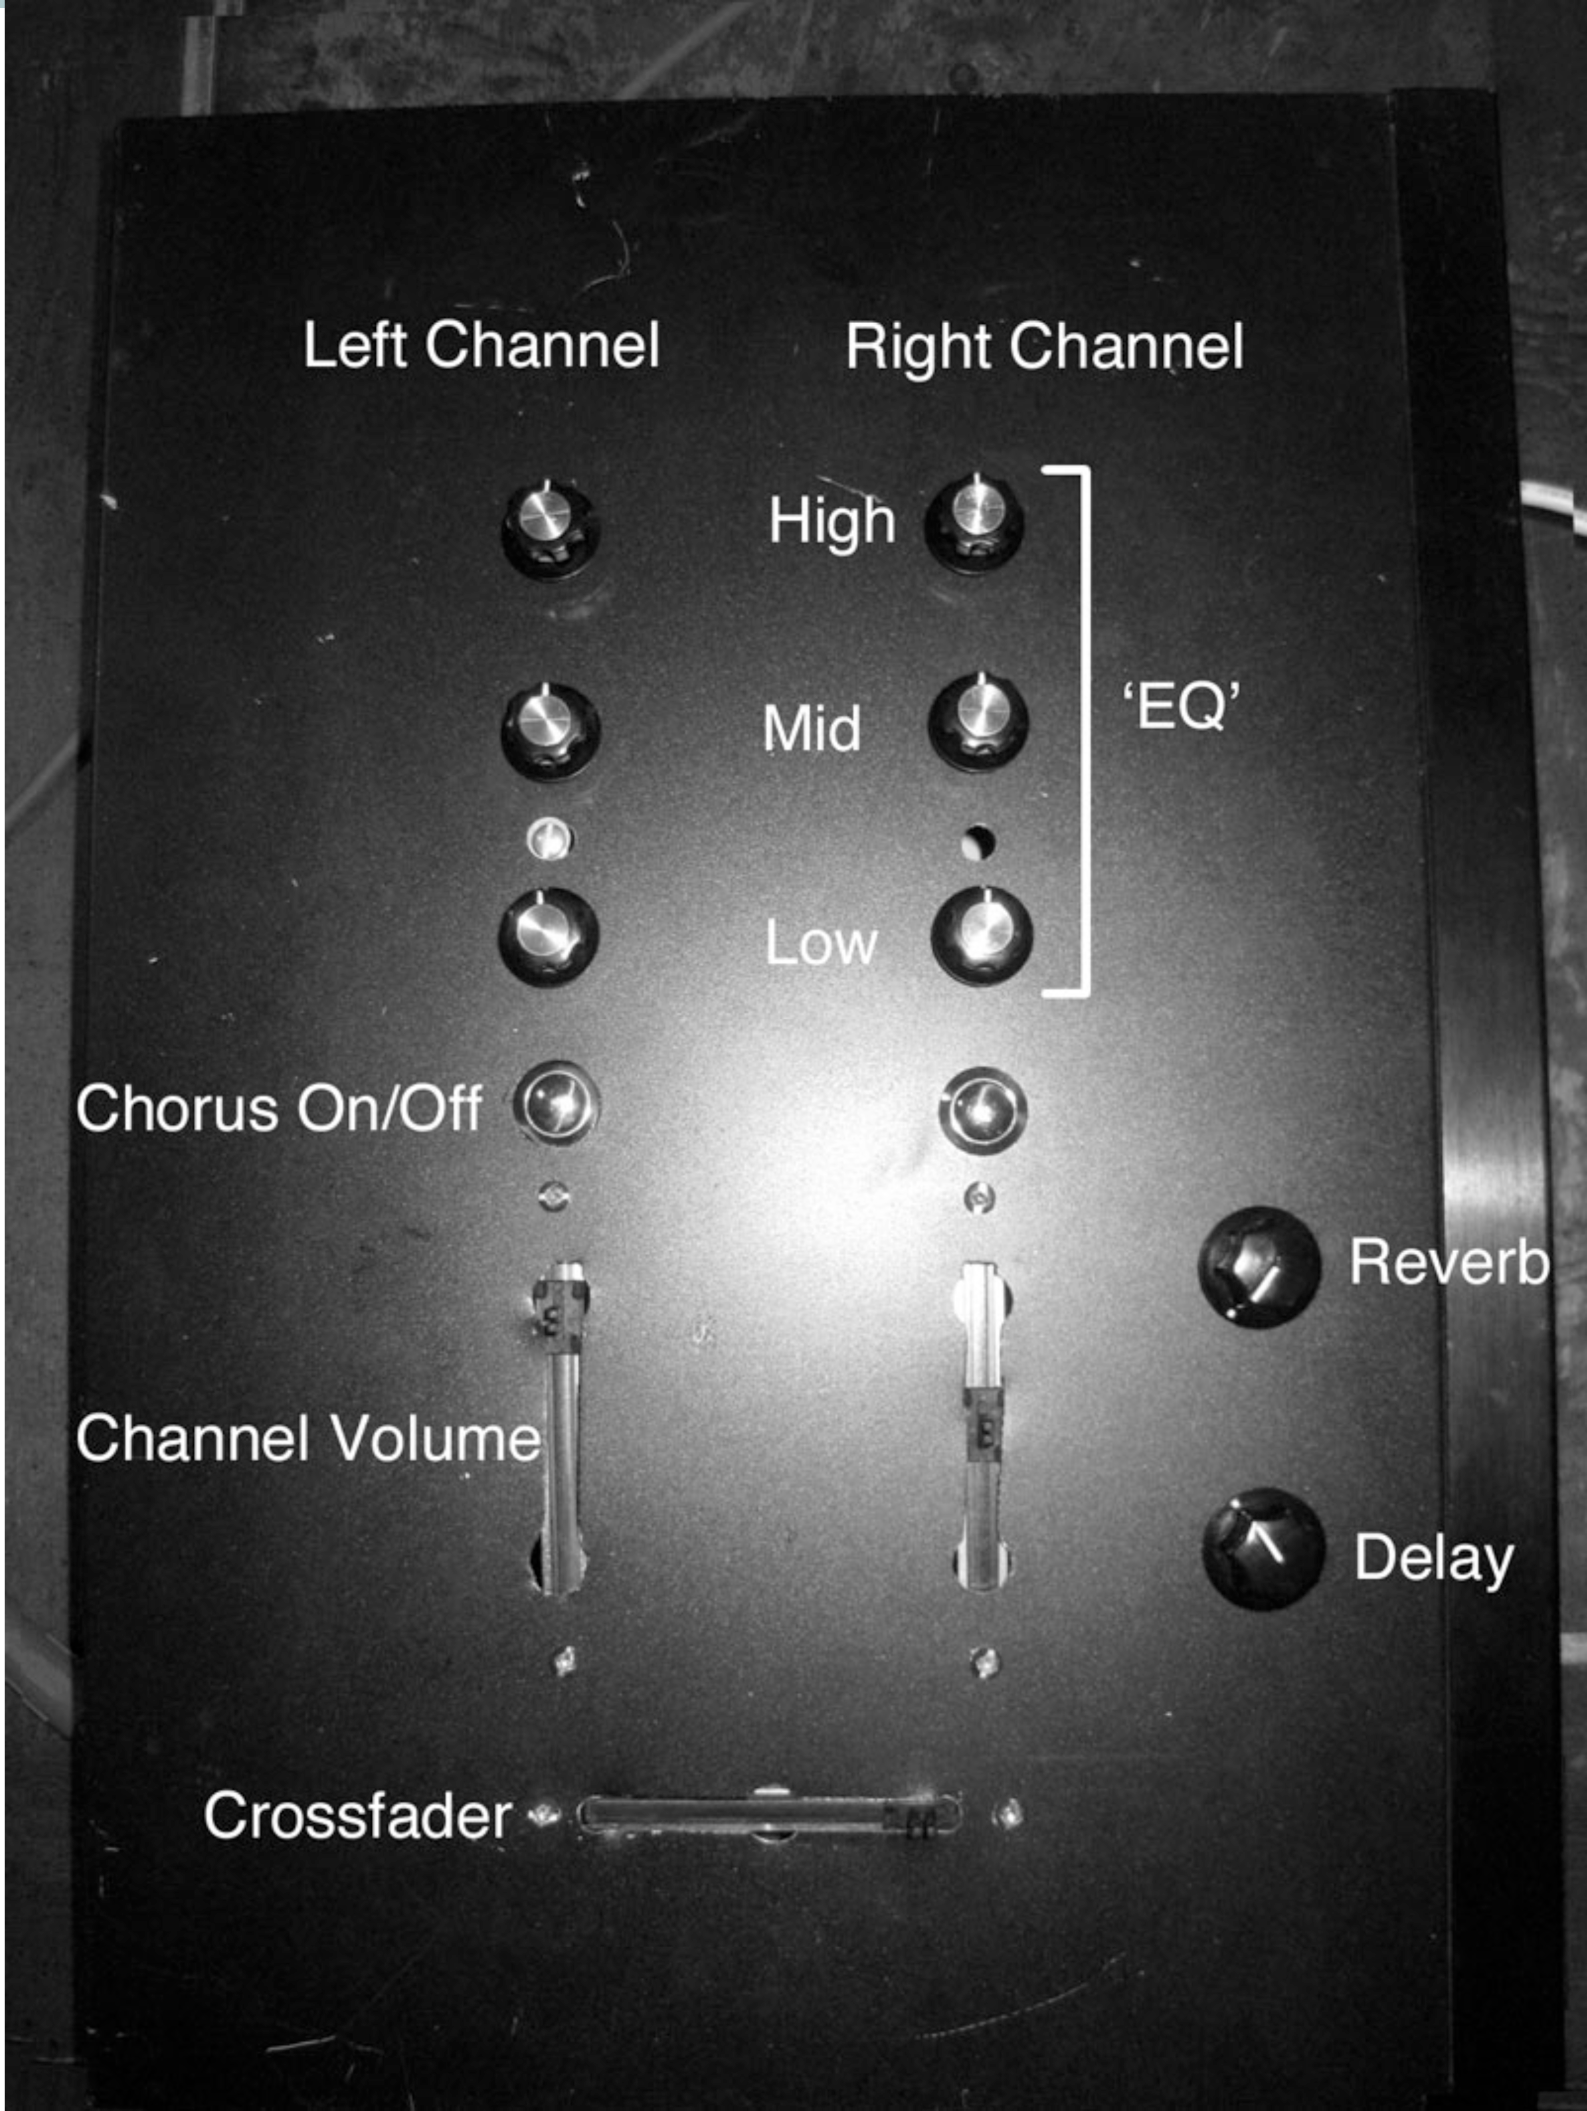 Left Channel
Right Channel
High
Mid
‘EQ’
Low
Chorus On/Off
Reverb
Channel Volume
Delay
Crossfader